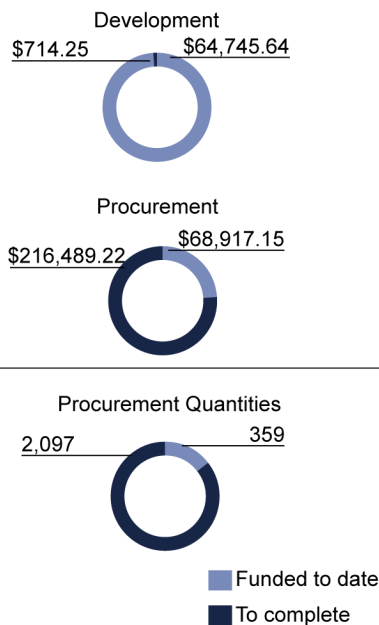 Development
$714.25 $64,745.64
Procurement
$68,917.15
$216,489.22
Procurement Quantities
2,097 359
Funded to date
To complete